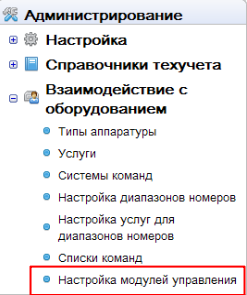 Администрирование
Настройка
Справочники техучета
Взаимодействие с
оборудованием
Типы аппаратуры
Услуги
Системы команд
Настройка диапазонов номеров
Настройка услуг для
диапазонов номеров
Списки команд
Настройка модулей управления